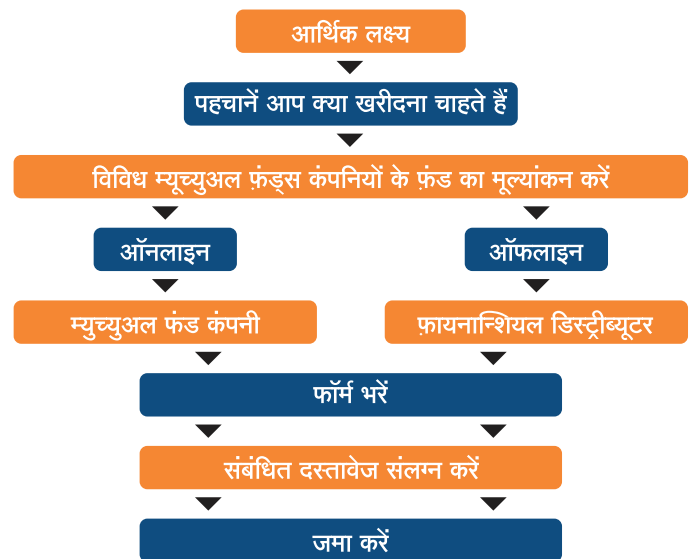 आर्थिक लक्ष्य
पहचानें आप क्या खरीदना चाहते हैं
विविध म्यूच्युअल फ़ंड्स कंपनियों के फ़ंड का मूल्यांकन करें
ऑनलाइन
ऑफलाइन
म्युच्युअल फंड कंपनी
फ़ायनान्शियल डिस्ट्रीब्यूटर
फॉर्म भरें
संबंधित दस्तावेज संलग्न करें
जमा करें